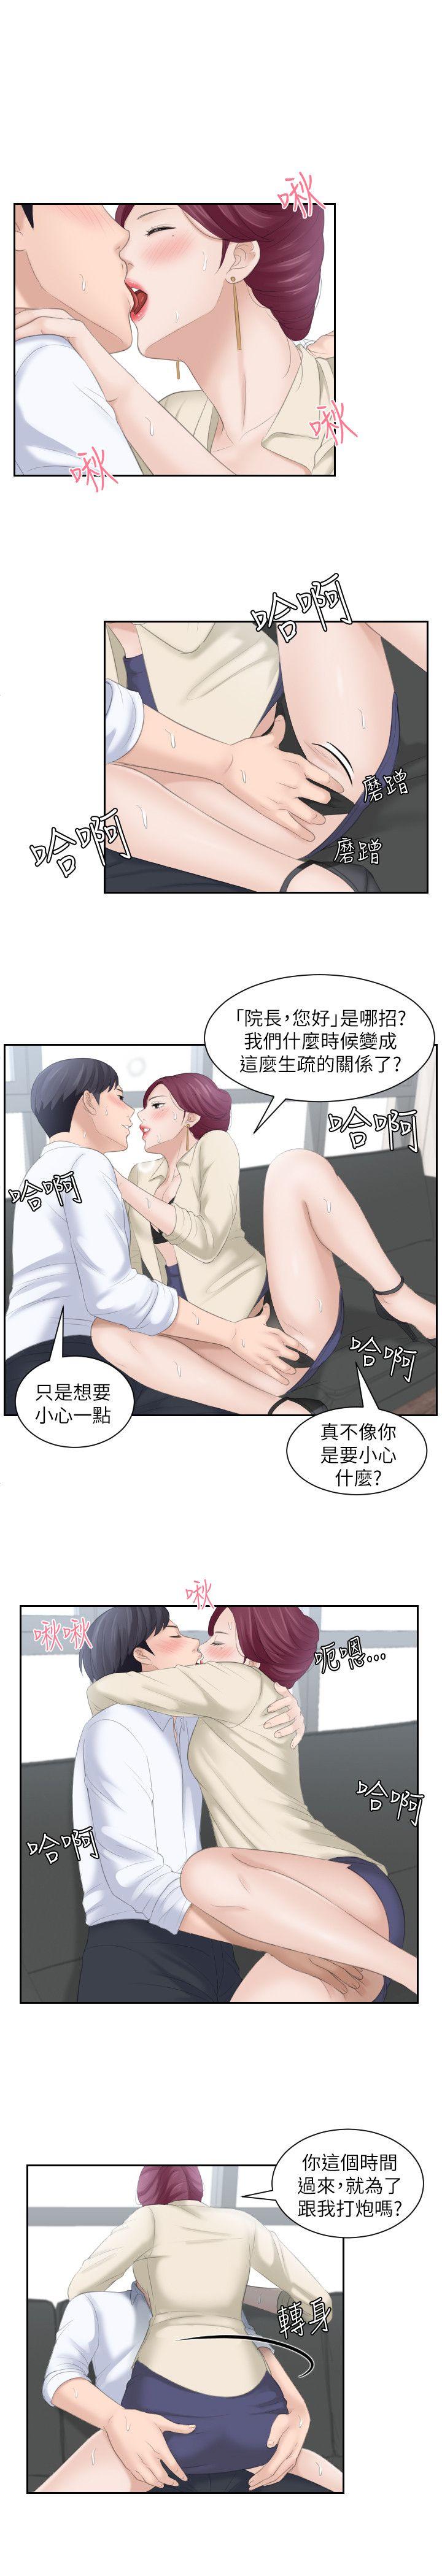 啾
啾
啾
哈啊
磨蹭
磨蹭
哈啊
「院長,您好」是哪招?
我們什麼時候變成
這麼生疏的關係了?
哈啊
哈啊
哈啊
只是想要
小心一點
真不像你
是要小心
什麼?
啾
啾啾
呃嗯...
哈啊
哈啊
你這個時間
過來,就為了
跟我打炮嗎?
轉身